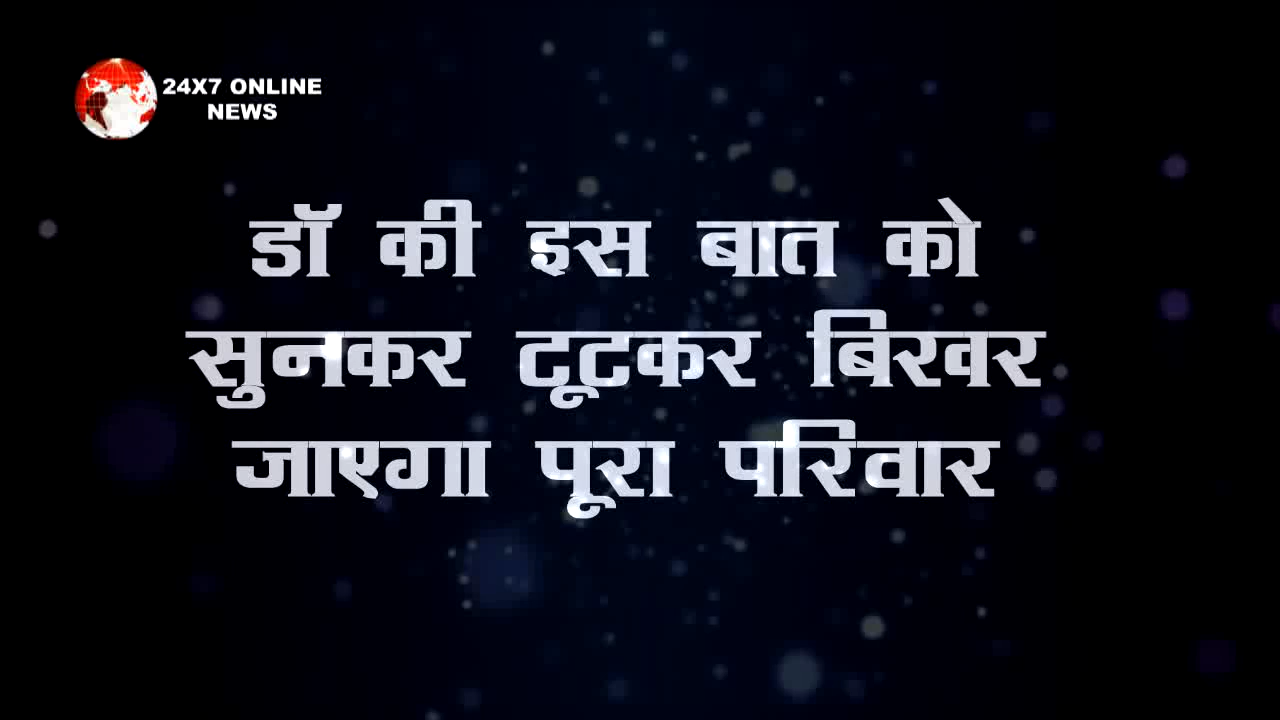 24X7 ONLINE
NEWS
डॉ की इस बात को
सुनकर टूटकर बिखर
जाएगा पूरा परिवार